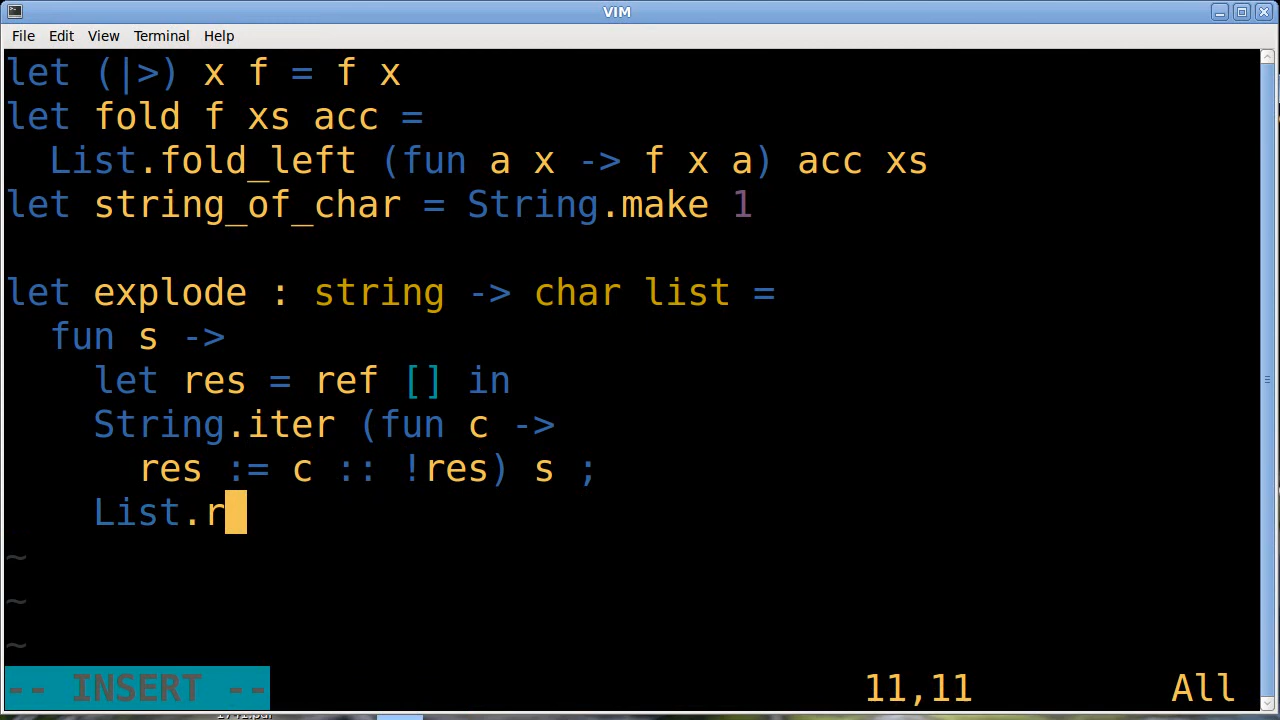 VIM
File Edit View Terminal Help
let (|>) x f = f x
let fold f xs acc =
  List.fold_left (fun a x -> f x a) acc xs
let string_of_char = String.make 1

let explode : string -> char list =
  fun s ->
    let res = ref [] in
    String.iter (fun c ->
      res := c :: !res) s ;
    List.r
~
~
~
-- INSERT -- 11,11 All